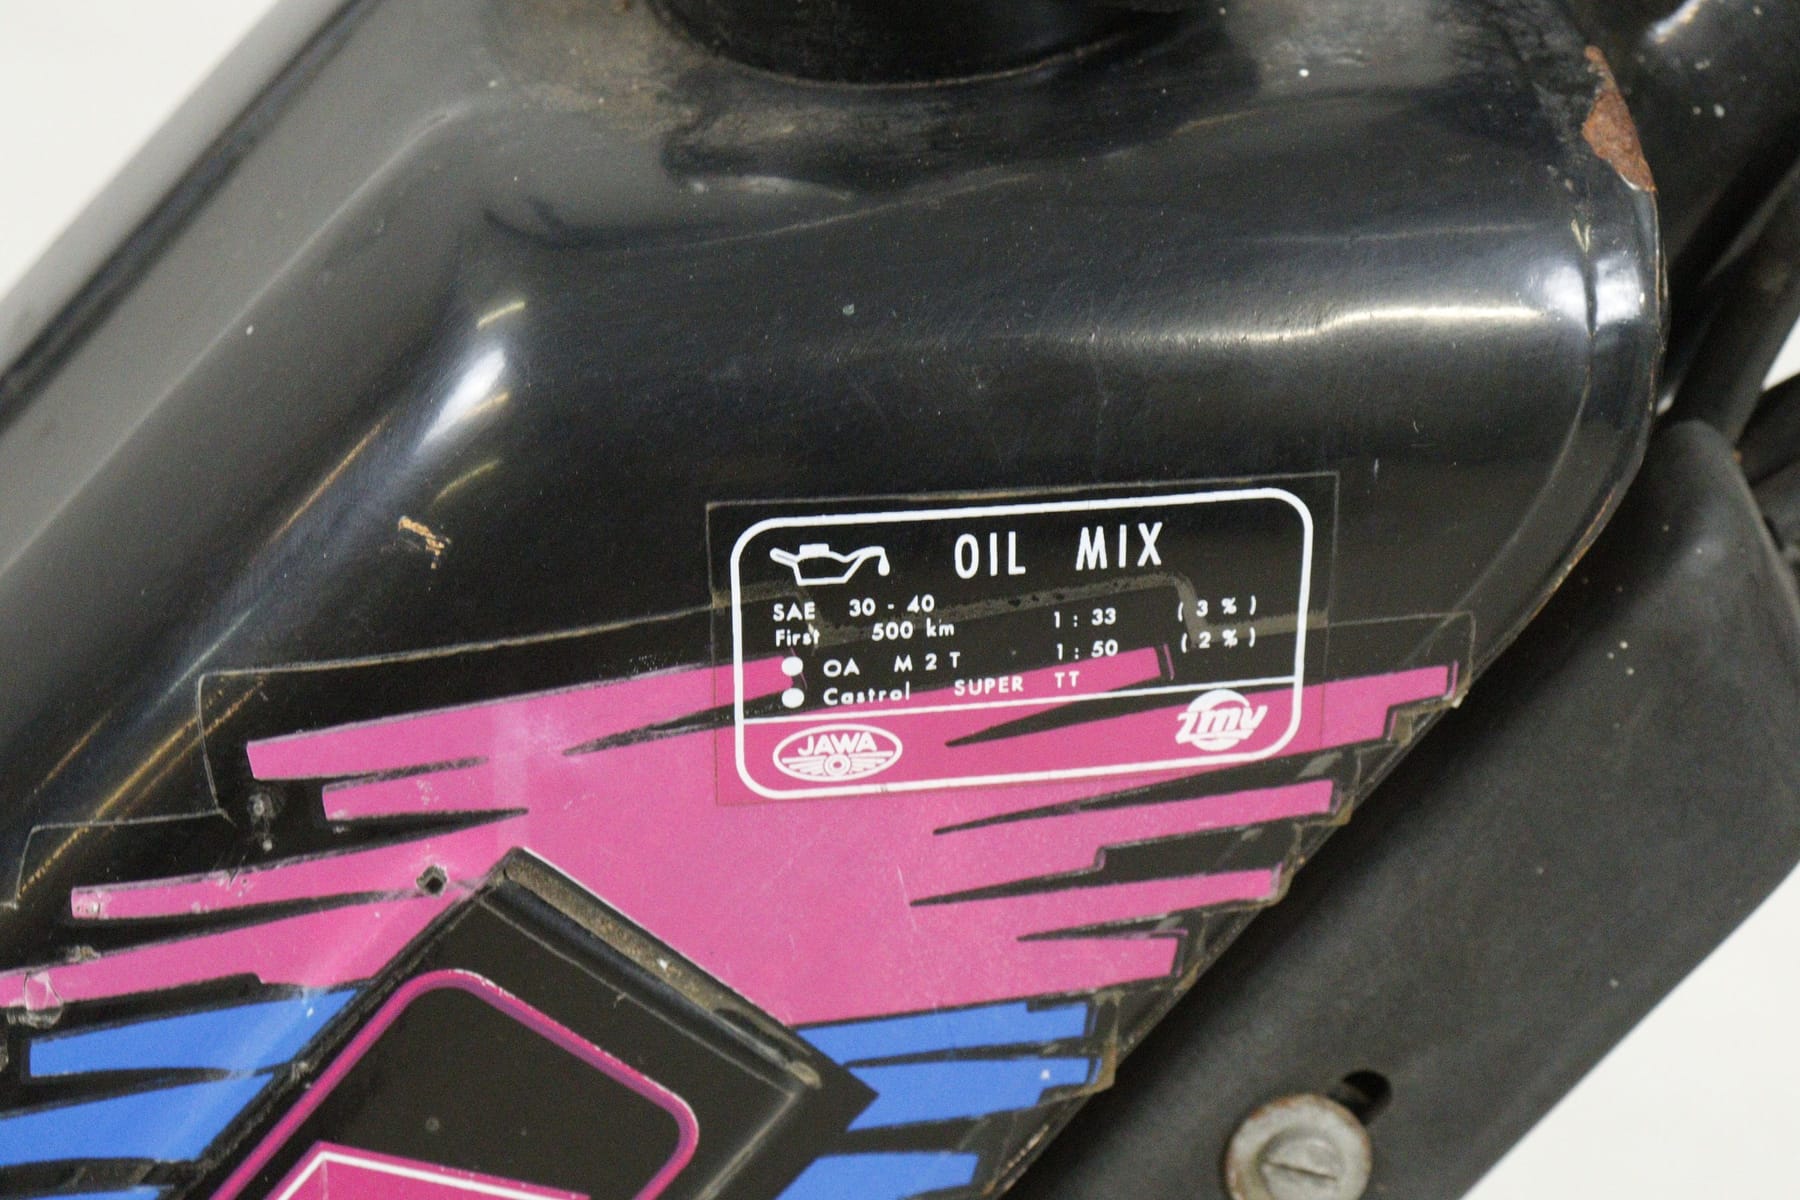 OIL MIX
SAE 30 - 40
First 500 km 1 : 33 ( 3 % )
OA M 2 T 1 : 50 ( 2 % )
Castrol SUPER TT
JAWA
ZMV